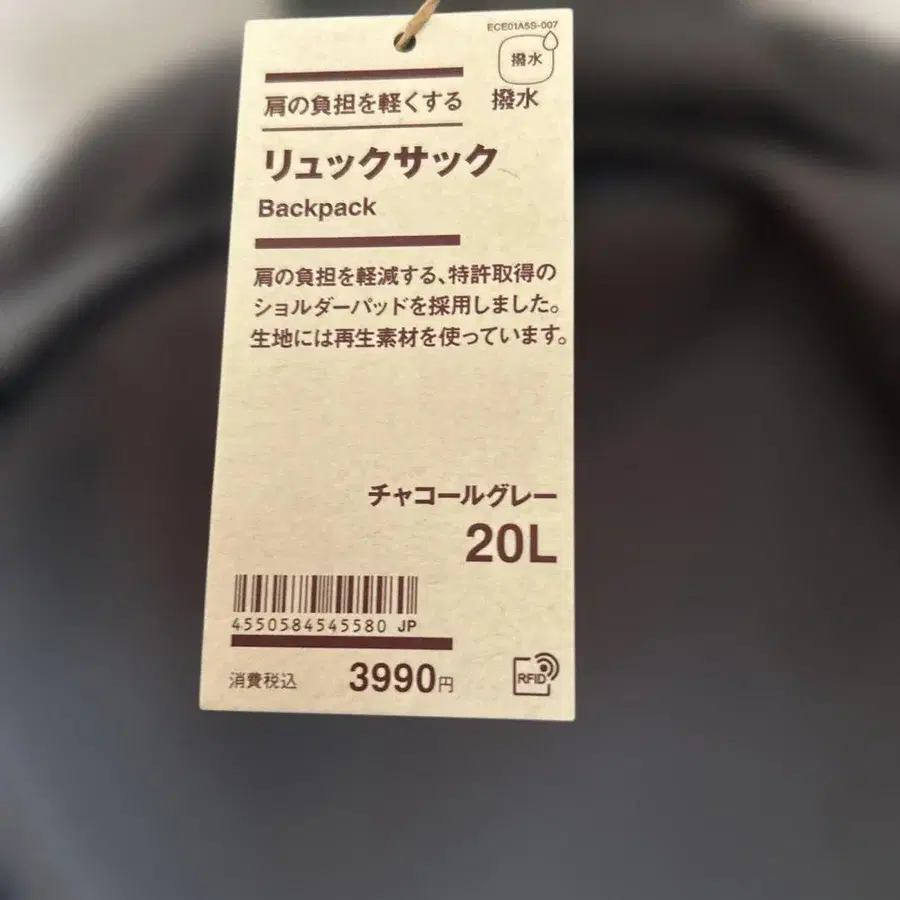 ECE01A5S-007
撥水
撥水
肩の負担を軽くする
リュックサック
Backpack
肩の負担を軽減する、特許取得の
ショルダーパッドを採用しました。
生地には再生素材を使っています。
チャコールグレー
20L
4550584545580 JP
消費税込 3990円
RFID